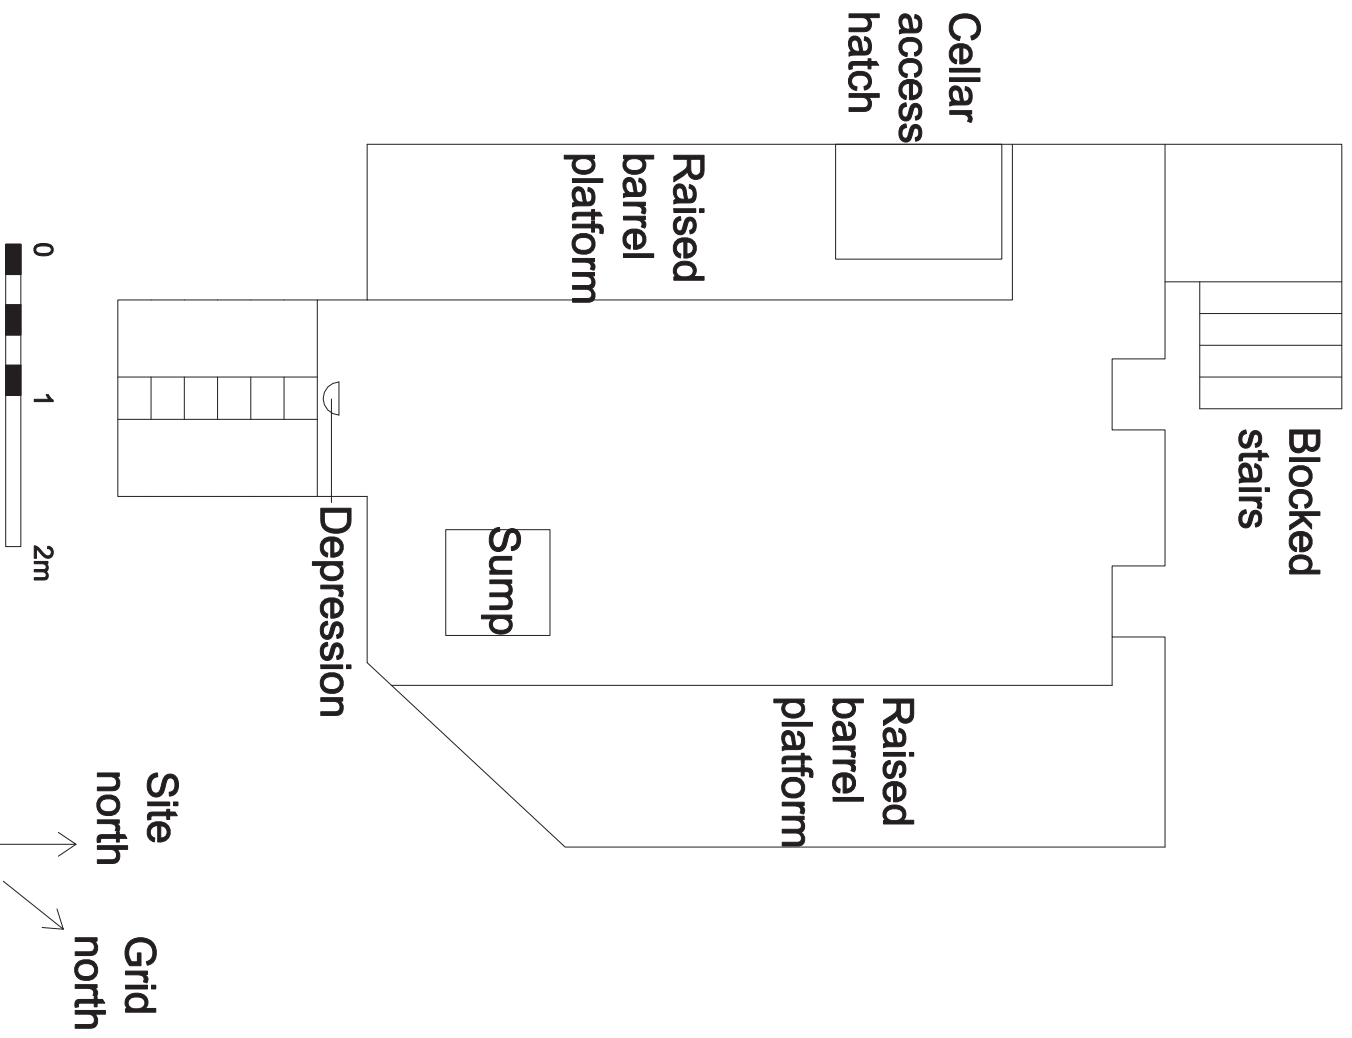 Cellar
access
hatch
Raised
barrel
platform
Blocked
stairs
Sump
Depression
Raised
barrel
platform
0
1
2m
Site
north
Grid
north